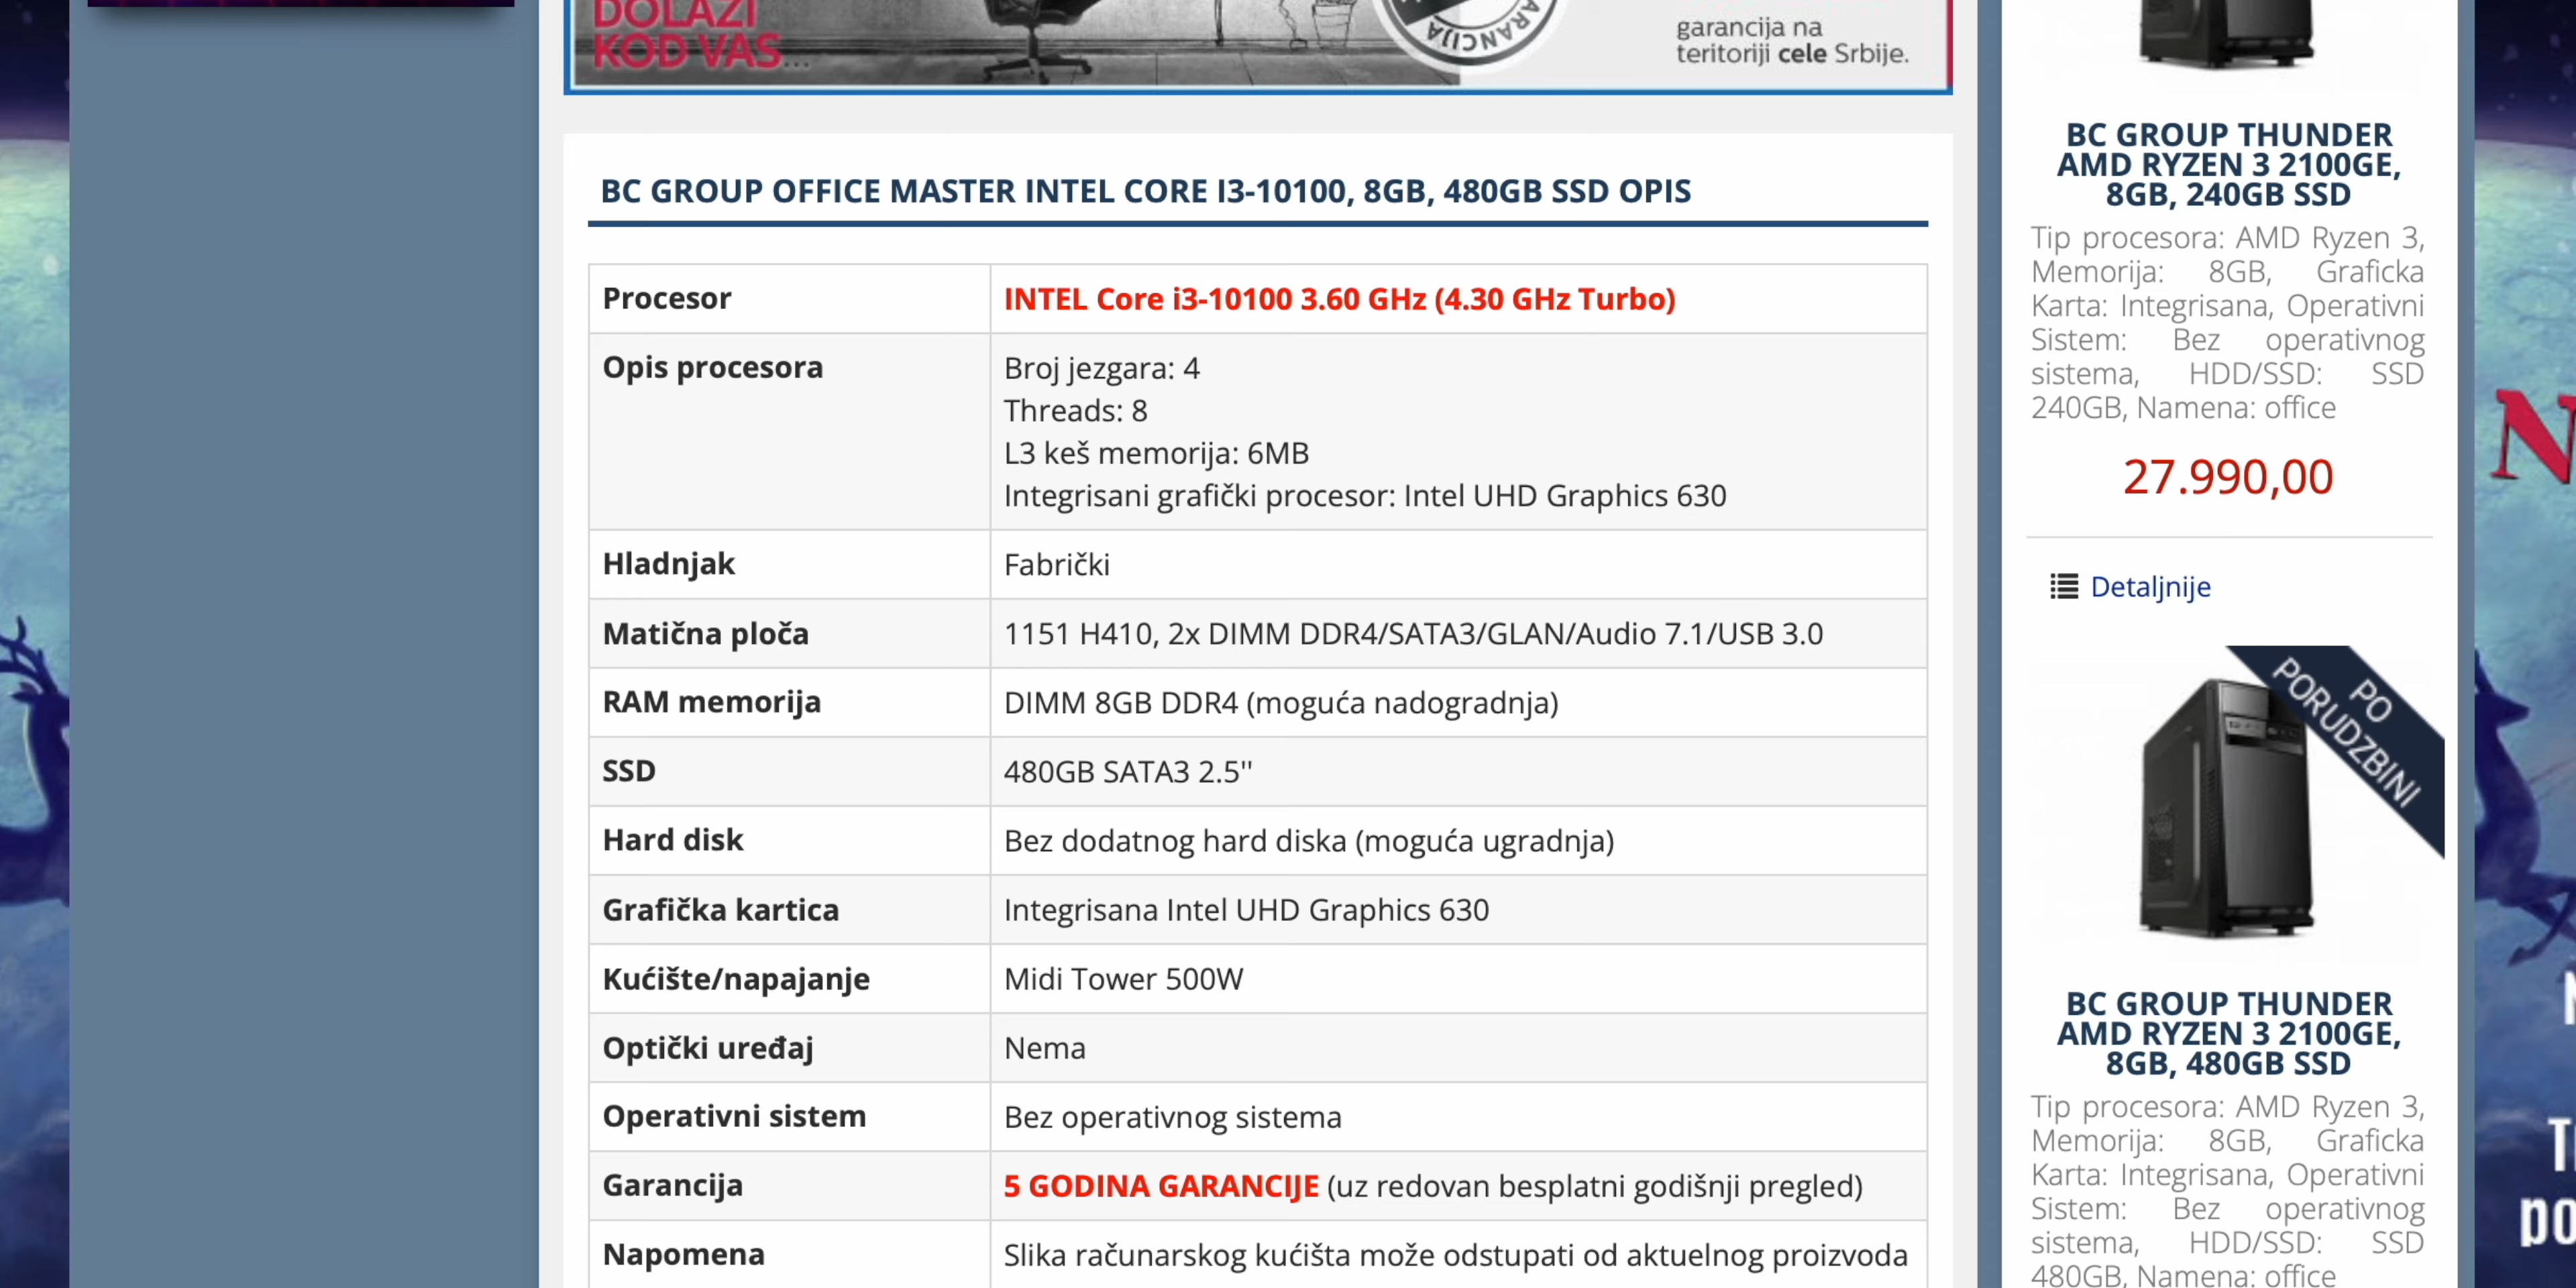 DOLAZI
KOD VAS...
GARANCIJA
garancija na
teritoriji cele Srbije.
BC GROUP OFFICE MASTER INTEL CORE I3-10100, 8GB, 480GB SSD OPIS
Procesor INTEL Core i3-10100 3.60 GHz (4.30 GHz Turbo)
Opis procesora Broj jezgara: 4
Threads: 8
L3 keš memorija: 6MB
Integrisani grafički procesor: Intel UHD Graphics 630
Hladnjak Fabrički
Matična ploča 1151 H410, 2x DIMM DDR4/SATA3/GLAN/Audio 7.1/USB 3.0
RAM memorija DIMM 8GB DDR4 (moguća nadogradnja)
SSD 480GB SATA3 2.5''
Hard disk Bez dodatnog hard diska (moguća ugradnja)
Grafička kartica Integrisana Intel UHD Graphics 630
Kućište/napajanje Midi Tower 500W
Optički uređaj Nema
Operativni sistem Bez operativnog sistema
Garancija 5 GODINA GARANCIJE (uz redovan besplatni godišnji pregled)
Napomena Slika računarskog kućišta može odstupati od aktuelnog proizvoda
BC GROUP THUNDER
AMD RYZEN 3 2100GE,
8GB, 240GB SSD
Tip procesora: AMD Ryzen 3,
Memorija: 8GB, Graficka
Karta: Integrisana, Operativni
Sistem: Bez operativnog
sistema, HDD/SSD: SSD
240GB, Namena: office
27.990,00
Detaljnije
PO
PORUDZBINI
BC GROUP THUNDER
AMD RYZEN 3 2100GE,
8GB, 480GB SSD
Tip procesora: AMD Ryzen 3,
Memorija: 8GB, Graficka
Karta: Integrisana, Operativni
Sistem: Bez operativnog
sistema, HDD/SSD: SSD
480GB, Namena: office